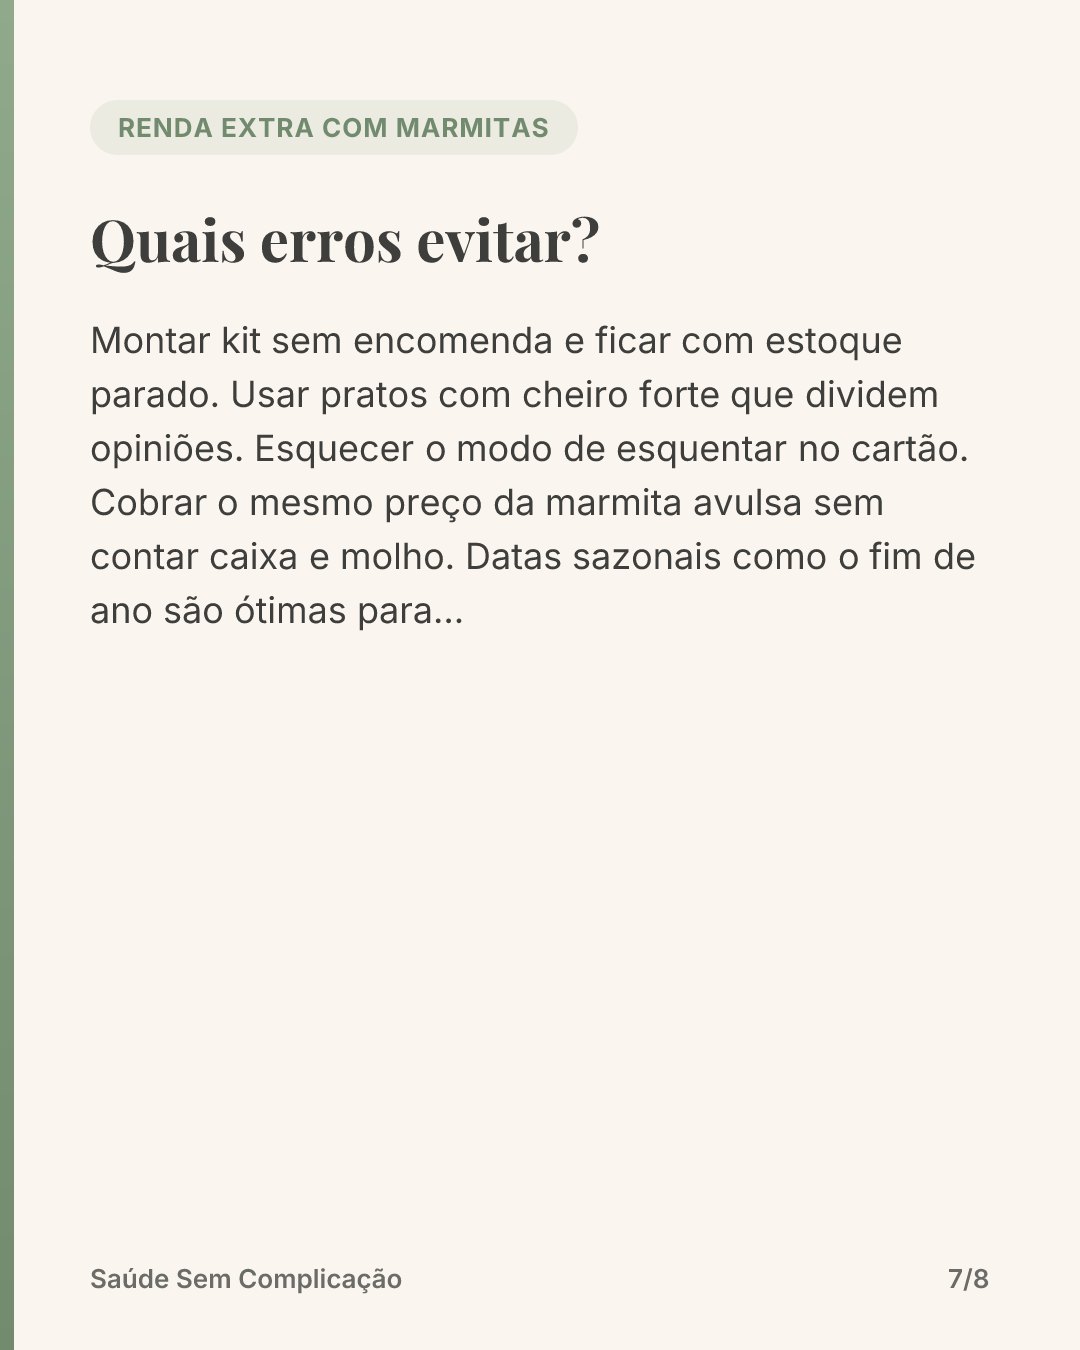 RENDA EXTRA COM MARMITAS
Quais erros evitar?
Montar kit sem encomenda e ficar com estoque
parado. Usar pratos com cheiro forte que dividem
opiniões. Esquecer o modo de esquentar no cartão.
Cobrar o mesmo preço da marmita avulsa sem
contar caixa e molho. Datas sazonais como o fim de
ano são ótimas para...
Saúde Sem Complicação
7/8